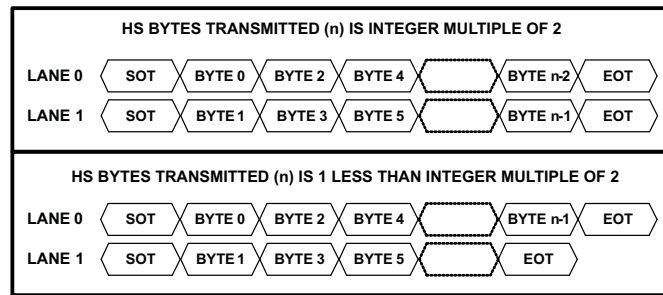 HS BYTES TRANSMITTED (n) IS INTEGER MULTIPLE OF 2
LANE 0 SOT BYTE 0 BYTE 2 BYTE 4 BYTE n-2 EOT
LANE 1 SOT BYTE 1 BYTE 3 BYTE 5 BYTE n-1 EOT
HS BYTES TRANSMITTED (n) IS 1 LESS THAN INTEGER MULTIPLE OF 2
LANE 0 SOT BYTE 0 BYTE 2 BYTE 4 BYTE n-1 EOT
LANE 1 SOT BYTE 1 BYTE 3 BYTE 5 EOT